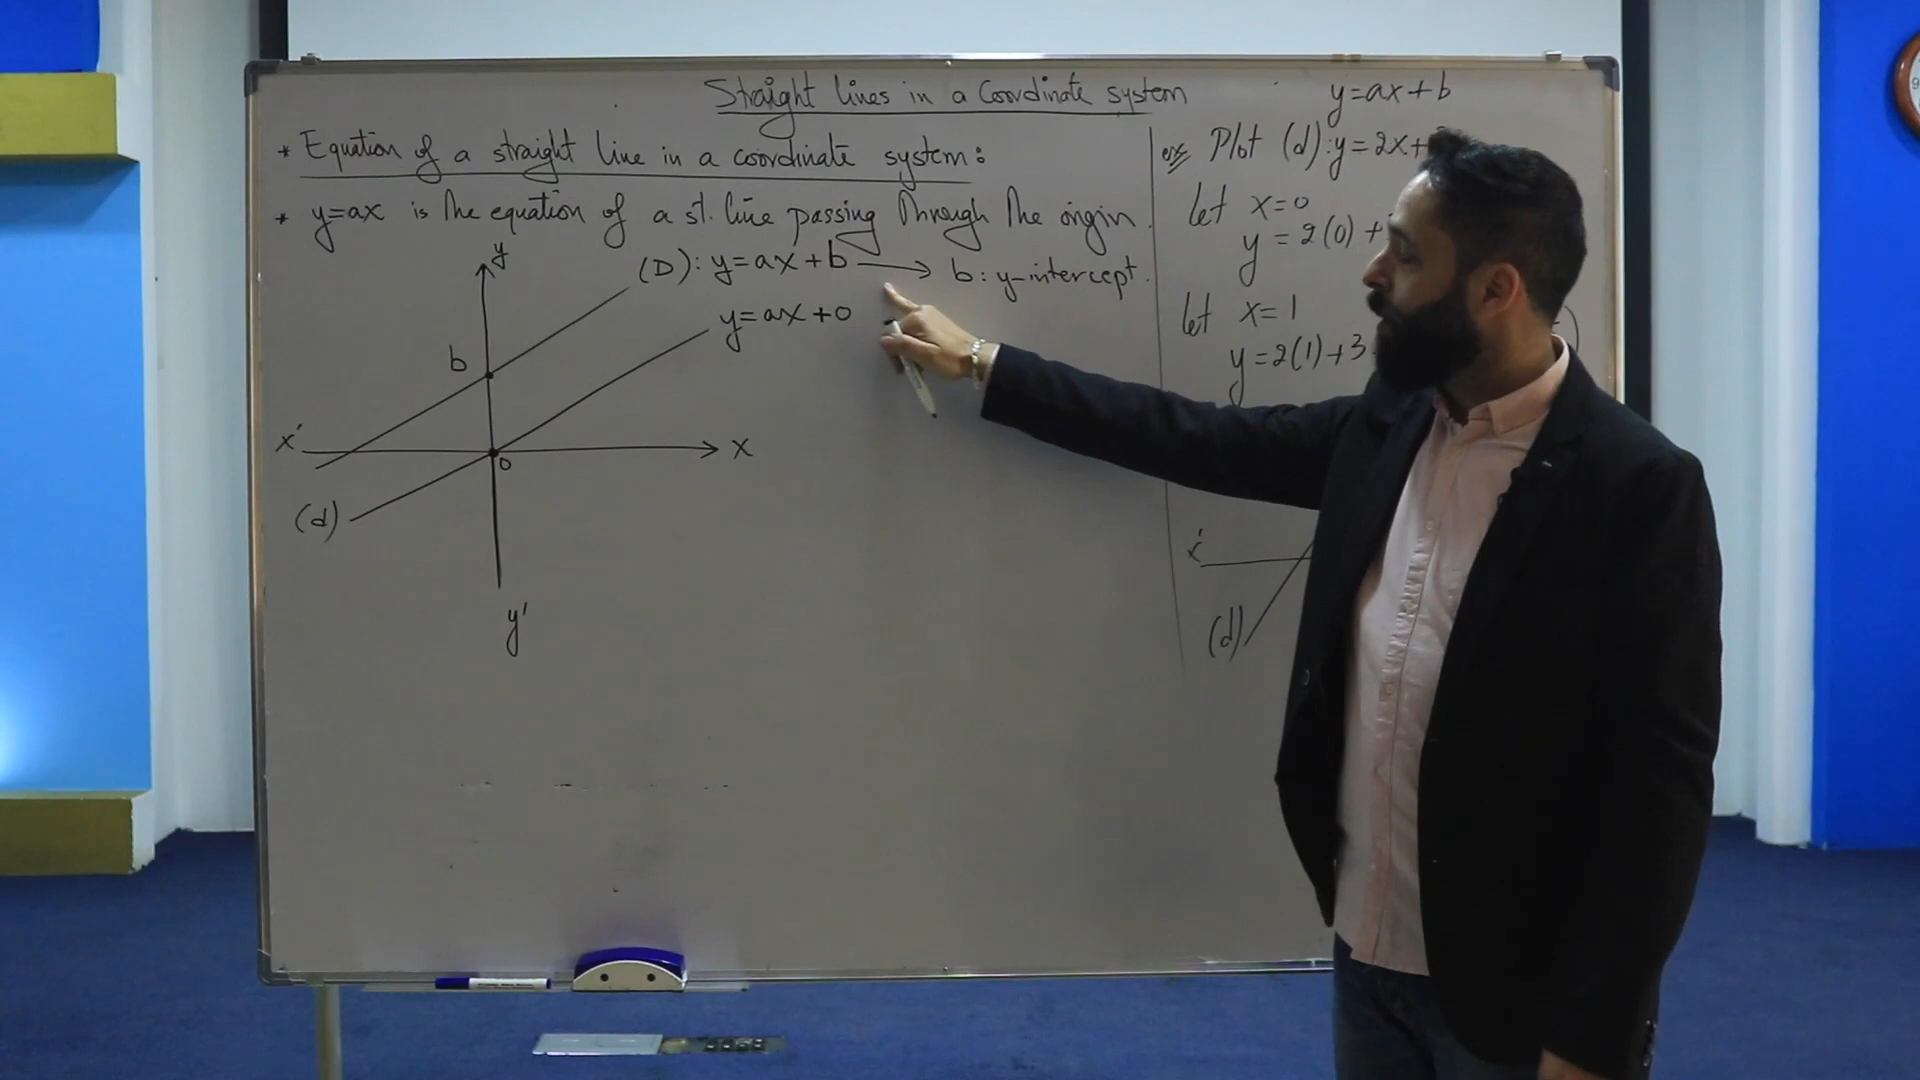 Straight lines in a Coordinate system
* Equation of a straight line in a coordinate system:
* y=ax is the equation of a st. line passing through the origin.
y
(D): y=ax+b → b: y-intercept.
y=ax+0
b
x'
o
x
(d)
y'
y=ax+b
ex Plot (d): y=2x+
let x=0
y=2(0)+
let x=1
y=2(1)+3
x'
(d)